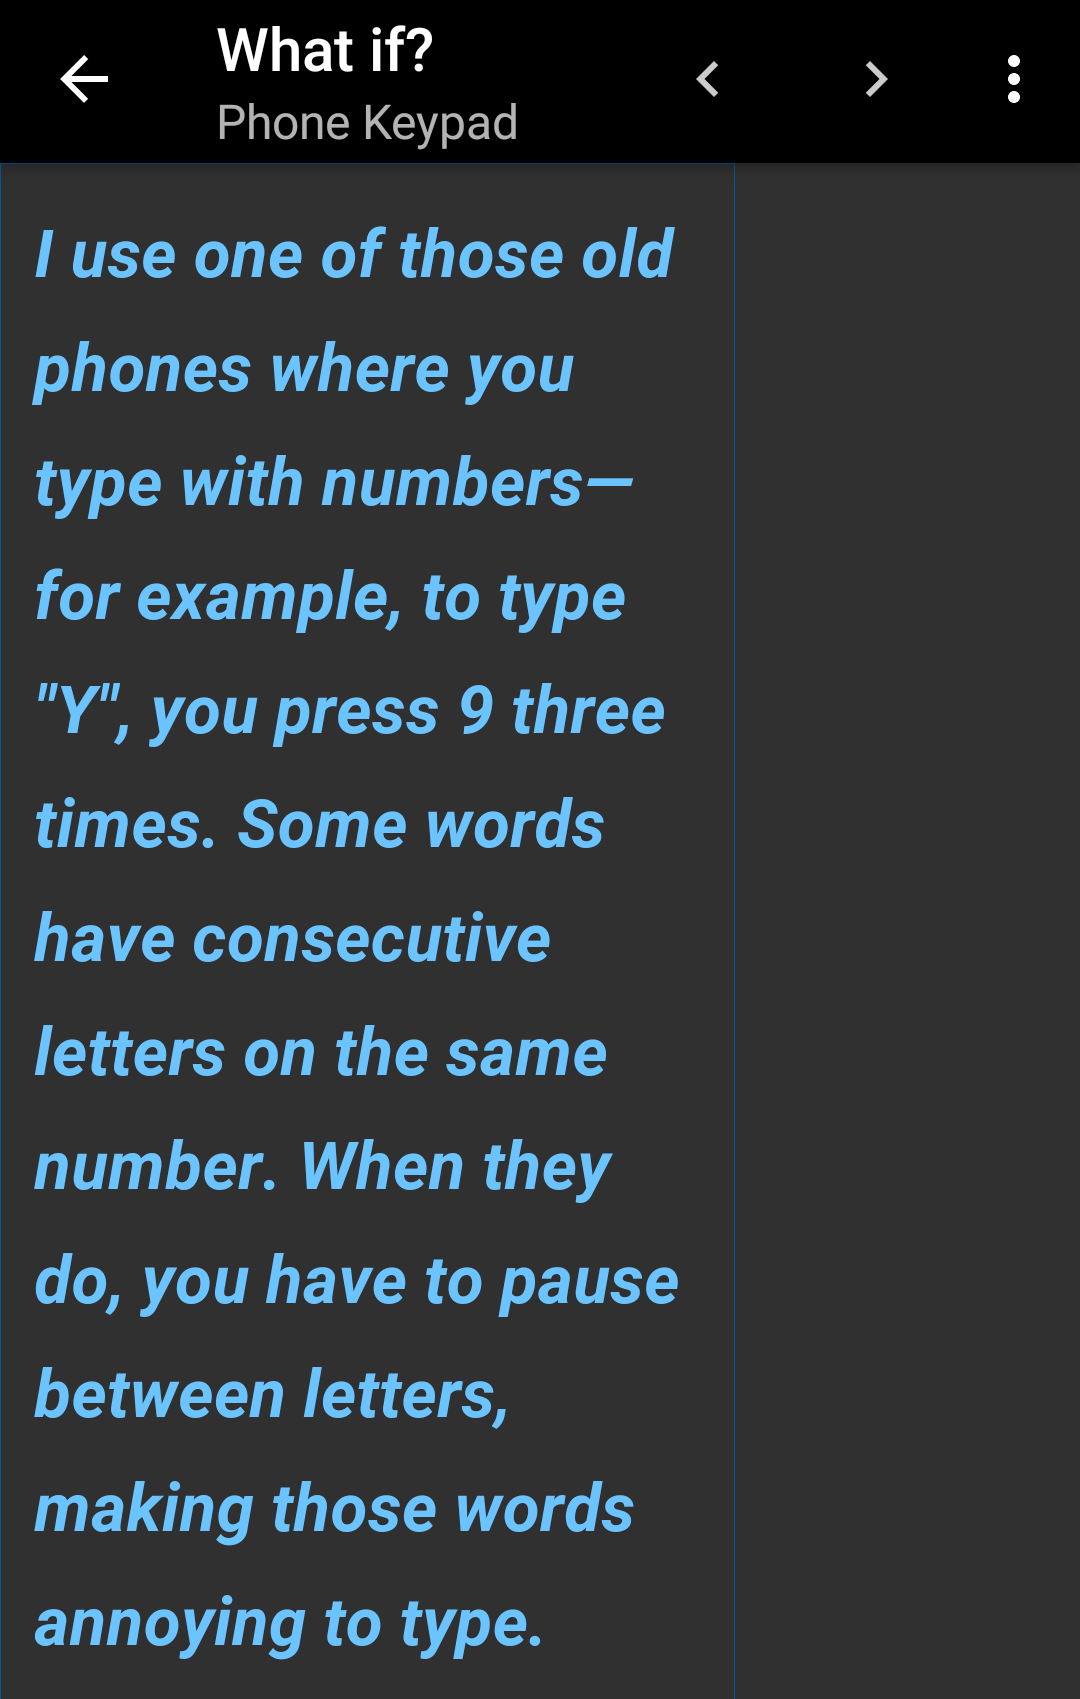 What if?
Phone Keypad
I use one of those old
phones where you
type with numbers—
for example, to type
"Y", you press 9 three
times. Some words
have consecutive
letters on the same
number. When they
do, you have to pause
between letters,
making those words
annoying to type.